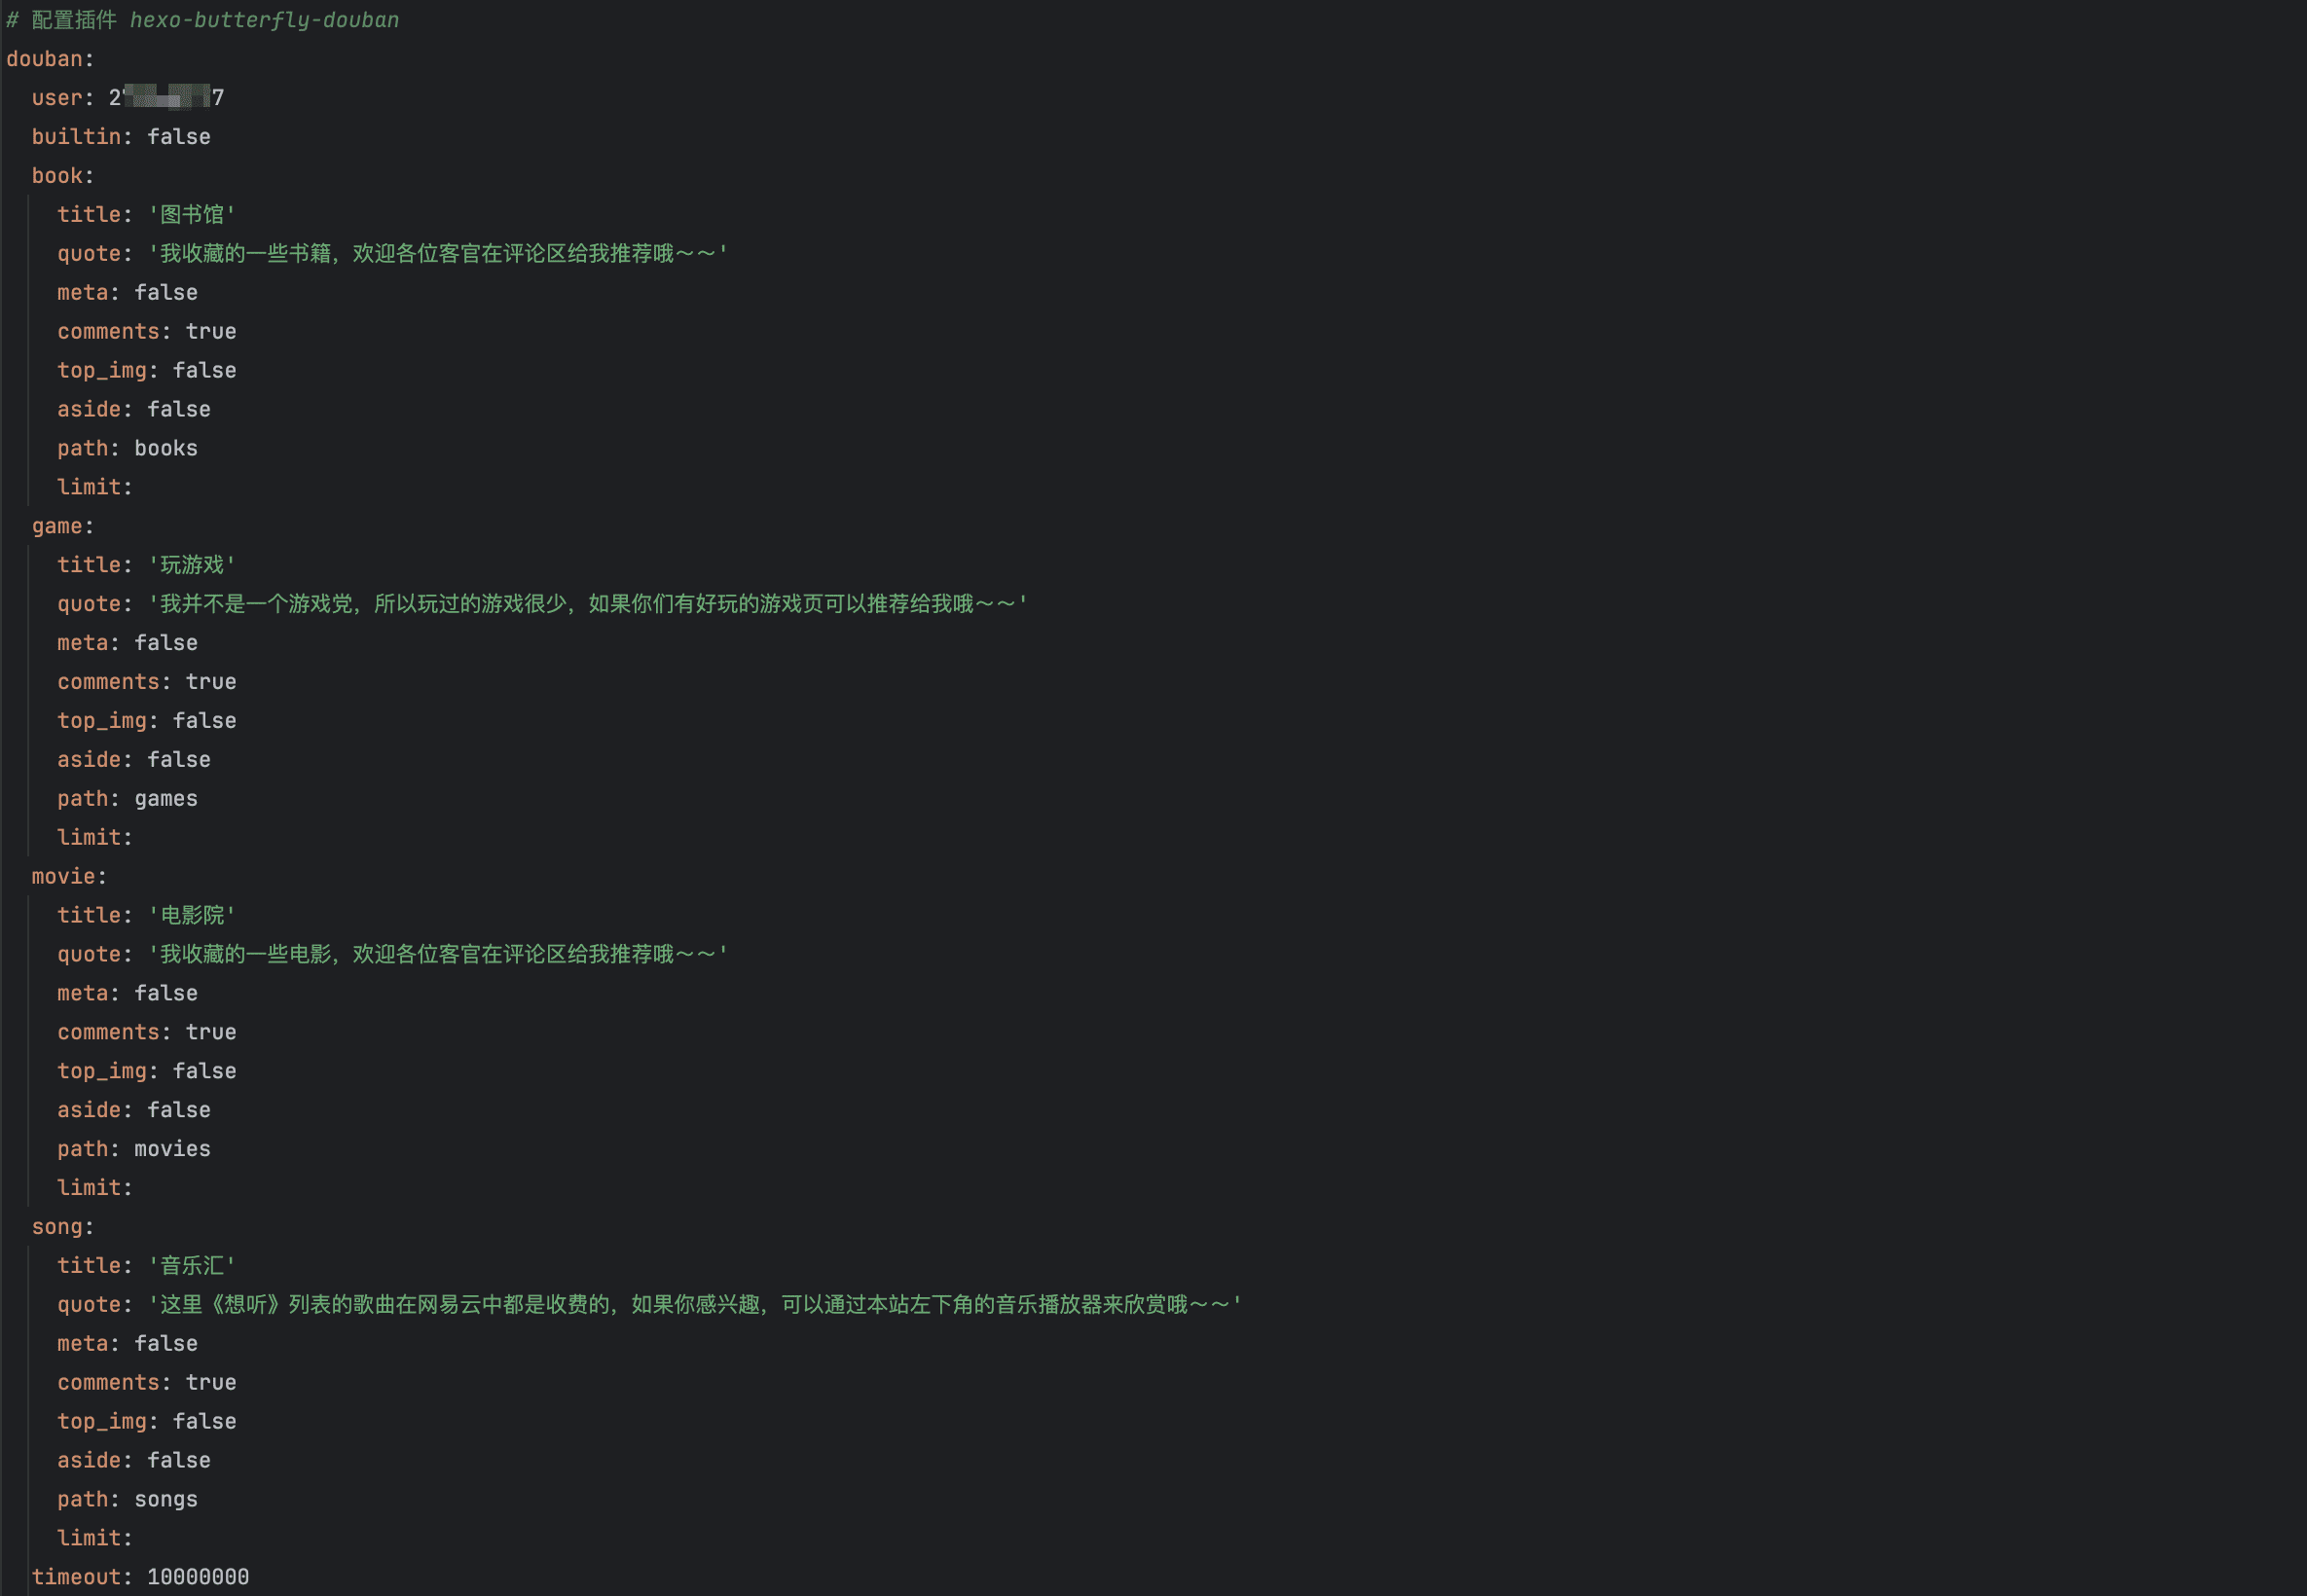 # 配置插件 hexo-butterfly-douban
douban:
  user: 2 7
  builtin: false
  book:
    title: '图书馆'
    quote: '我收藏的一些书籍，欢迎各位客官在评论区给我推荐哦～～'
    meta: false
    comments: true
    top_img: false
    aside: false
    path: books
    limit:
  game:
    title: '玩游戏'
    quote: '我并不是一个游戏党，所以玩过的游戏很少，如果你们有好玩的游戏页可以推荐给我哦～～'
    meta: false
    comments: true
    top_img: false
    aside: false
    path: games
    limit:
  movie:
    title: '电影院'
    quote: '我收藏的一些电影，欢迎各位客官在评论区给我推荐哦～～'
    meta: false
    comments: true
    top_img: false
    aside: false
    path: movies
    limit:
  song:
    title: '音乐汇'
    quote: '这里《想听》列表的歌曲在网易云中都是收费的，如果你感兴趣，可以通过本站左下角的音乐播放器来欣赏哦～～'
    meta: false
    comments: true
    top_img: false
    aside: false
    path: songs
    limit:
  timeout: 10000000